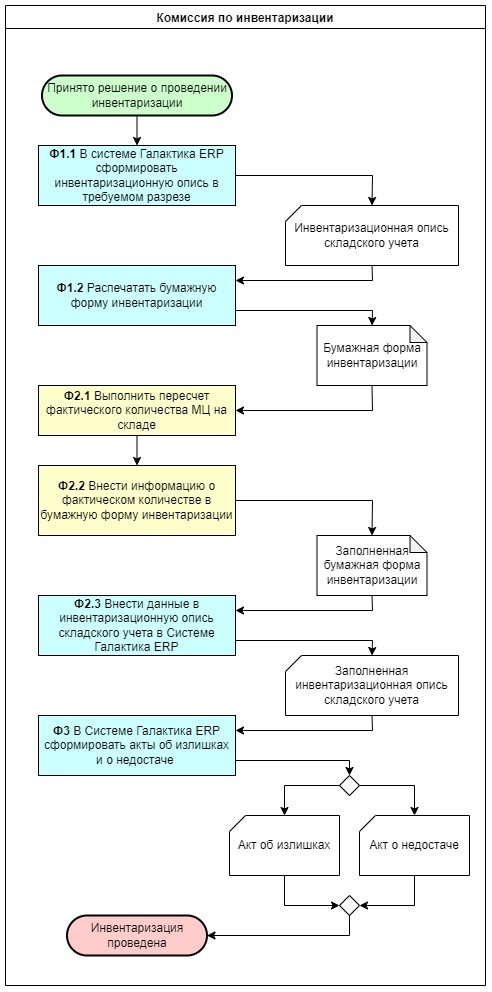 Комиссия по инвентаризации
Принято решение о проведении
инвентаризации
Ф1.1 В системе Галактика ERP
сформировать
инвентаризационную опись в
требуемом разрезе
Инвентаризационная опись
складского учета
Ф1.2 Распечатать бумажную
форму инвентаризации
Бумажная форма
инвентаризации
Ф2.1 Выполнить пересчет
фактического количества МЦ на
складе
Ф2.2 Внести информацию о
фактическом количестве в
бумажную форму инвентаризации
Заполненная
бумажная форма
инвентаризации
Ф2.3 Внести данные в
инвентаризационную опись
складского учета в Системе
Галактика ERP
Заполненная
инвентаризационная опись
складского учета
Ф3 В Системе Галактика ERP
сформировать акты об излишках
и о недостаче
Акт об излишках
Акт о недостаче
Инвентаризация
проведена